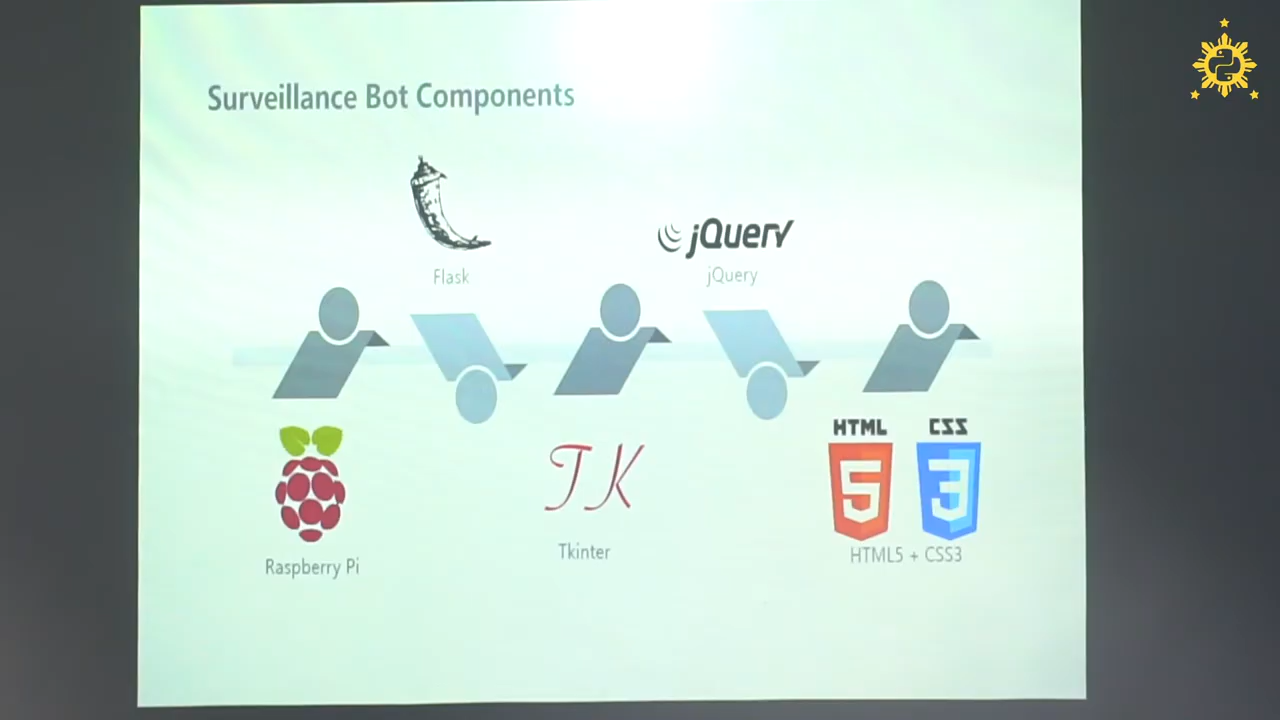 Surveillance Bot Components
jQuery
Flask
jQuery
HTML
CSS
5
3
TK
Raspberry Pi
Tkinter
HTML5 + CSS3